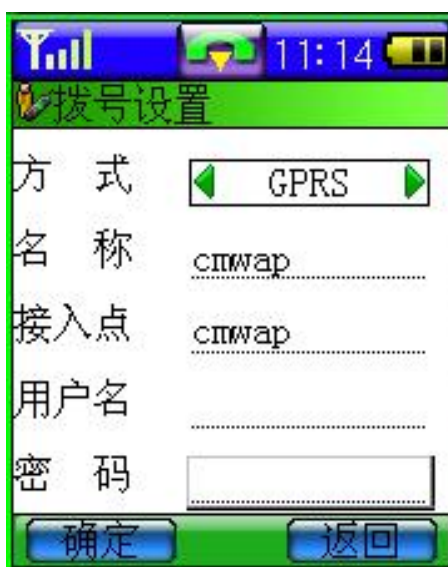 11:14
拨号设置
方 式 GPRS
名 称 cmwap
接入点 cmwap
用户名
密 码
确定 返回